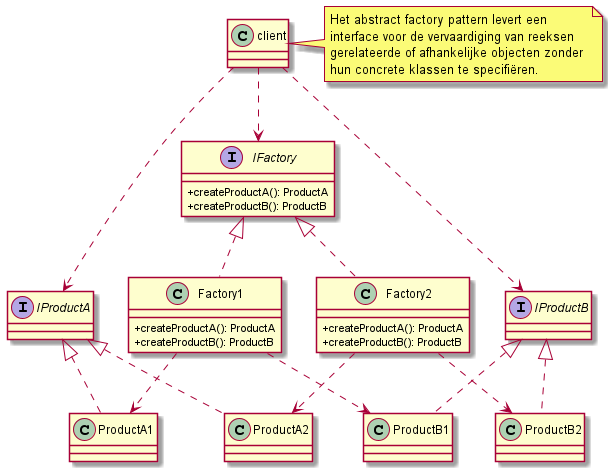 C client
Het abstract factory pattern levert een
interface voor de vervaardiging van reeksen
gerelateerde of afhankelijke objecten zonder
hun concrete klassen te specifiëren.
I IFactory
+createProductA(): ProductA
+createProductB(): ProductB
I IProductA
C Factory1
+createProductA(): ProductA
+createProductB(): ProductB
C Factory2
+createProductA(): ProductA
+createProductB(): ProductB
I IProductB
C ProductA1
C ProductA2
C ProductB1
C ProductB2